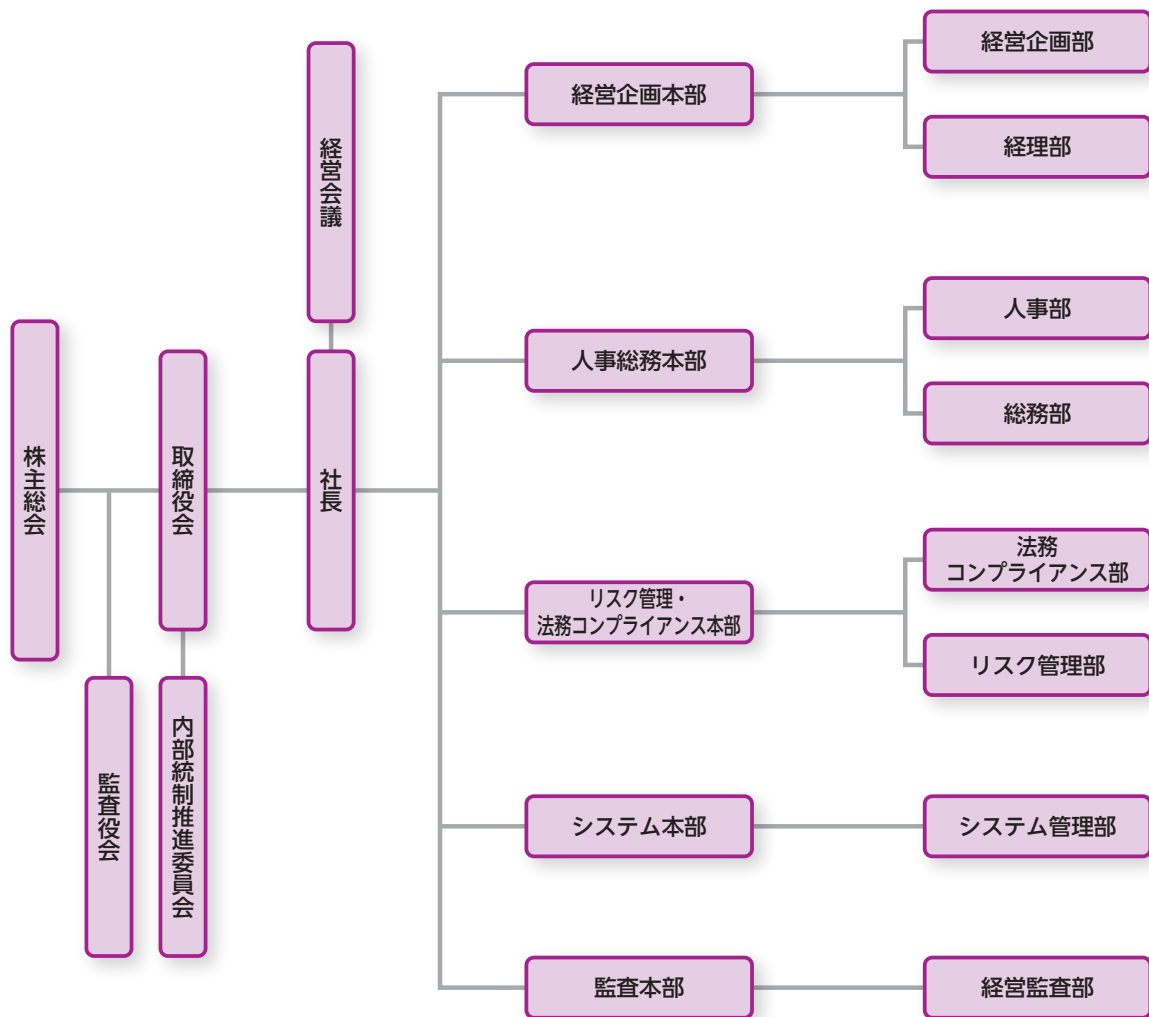 株主総会
監査役会
取締役会
内部統制推進委員会
経営会議
社長
経営企画本部
経営企画部
経理部
人事総務本部
人事部
総務部
リスク管理・
法務コンプライアンス本部
法務
コンプライアンス部
リスク管理部
システム本部
システム管理部
監査本部
経営監査部